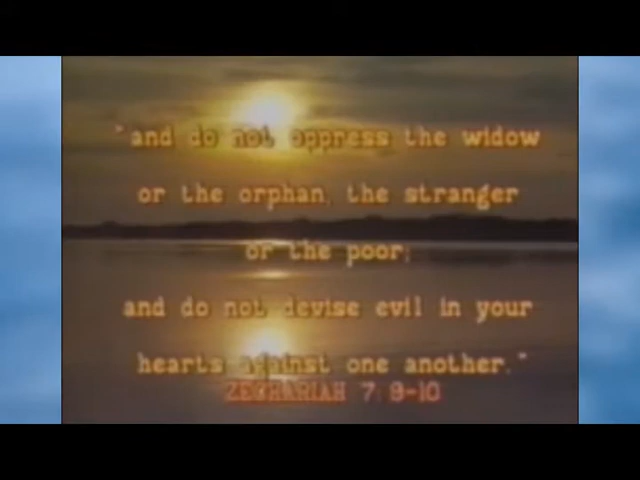 "and do not oppress the widow
or the orphan, the stranger
or the poor;
and do not devise evil in your
hearts against one another."
ZECHARIAH 7:9-10